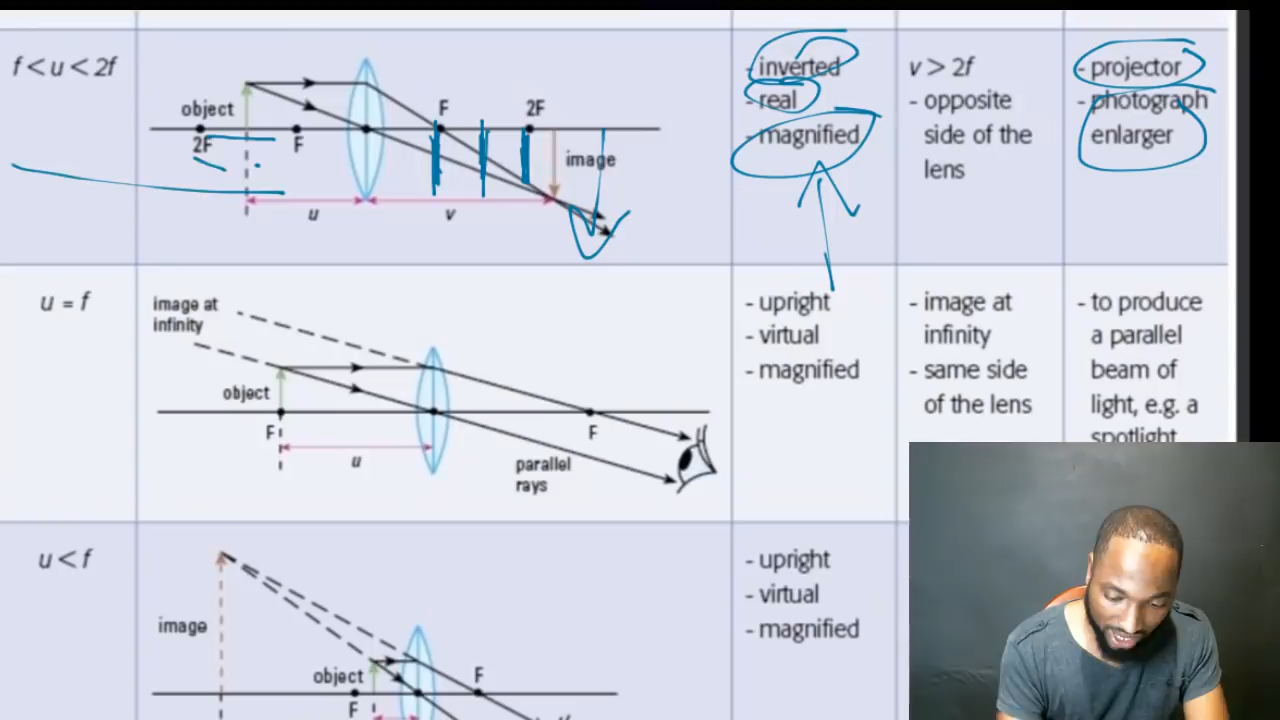 f < u < 2f
object
2F
F
F
2F
image
u
v
- inverted
- real
- magnified
v > 2f
- opposite
side of the
lens
- projector
- photograph
enlarger
u = f
image at
infinity
object
F
F
u
parallel
rays
- upright
- virtual
- magnified
- image at
infinity
- same side
of the lens
- to produce
a parallel
beam of
light, e.g. a
spotlight
u < f
image
object
F
F
- upright
- virtual
- magnified